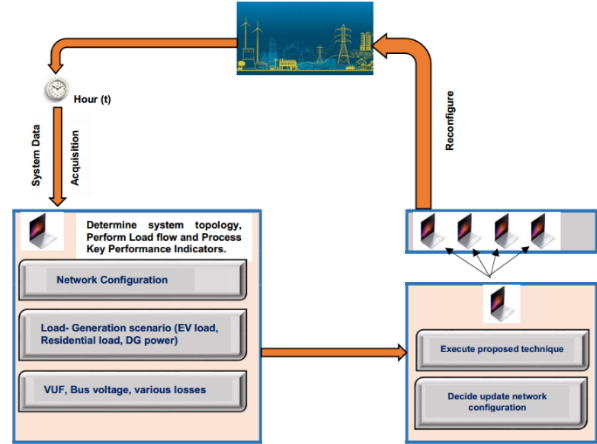 Hour (t)
System Data
Acquisition
Reconfigure
Determine system topology,
Perform Load flow and Process
Key Performance Indicators.
Network Configuration
Load- Generation scenario (EV load,
Residential load, DG power)
VUF, Bus voltage, various losses
Execute proposed technique
Decide update network
configuration